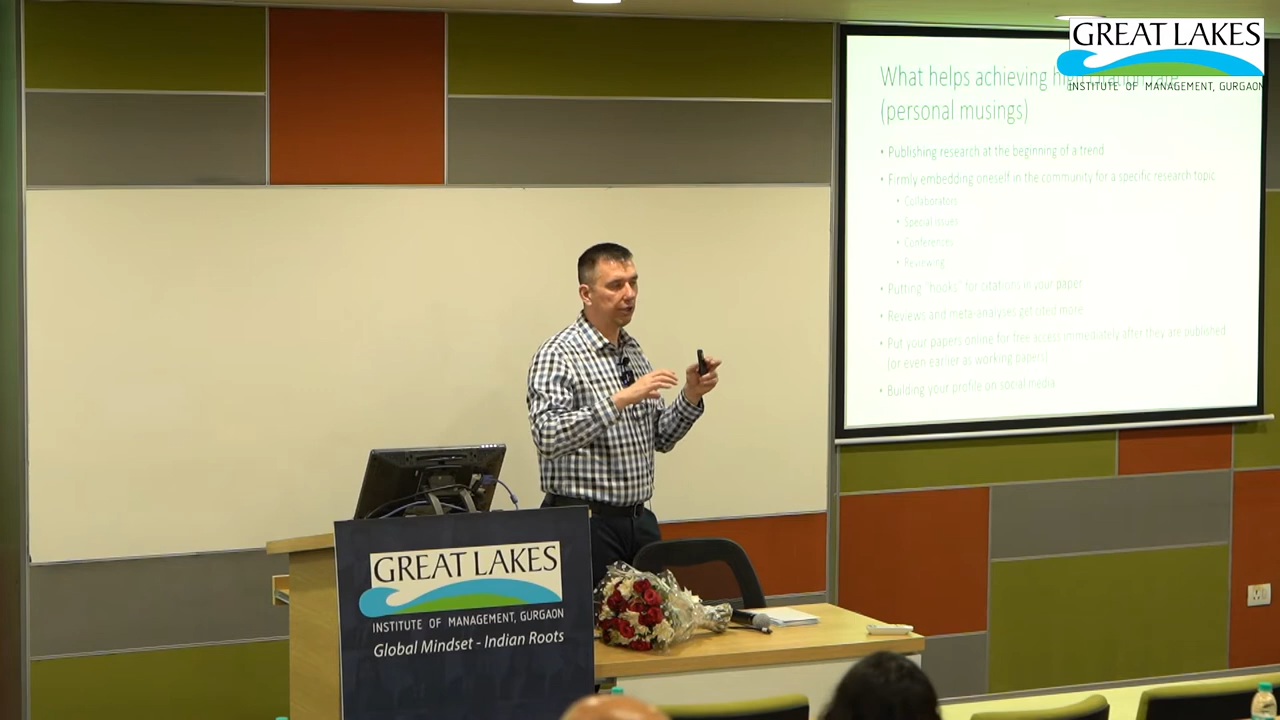 GREAT LAKES
INSTITUTE OF MANAGEMENT, GURGAON
What helps achieving high citation rate
(personal musings)
• Publishing research at the beginning of a trend
• Firmly embedding oneself in the community for a specific research topic
• Collaborators
• Special issues
• Conferences
• Reviewing
• Putting "hooks" for citations in your paper
• Reviews and meta-analyses get cited more
• Put your papers online for free access immediately after they are published
(or even earlier as working papers)
• Building your profile on social media
GREAT LAKES
INSTITUTE OF MANAGEMENT, GURGAON
Global Mindset - Indian Roots